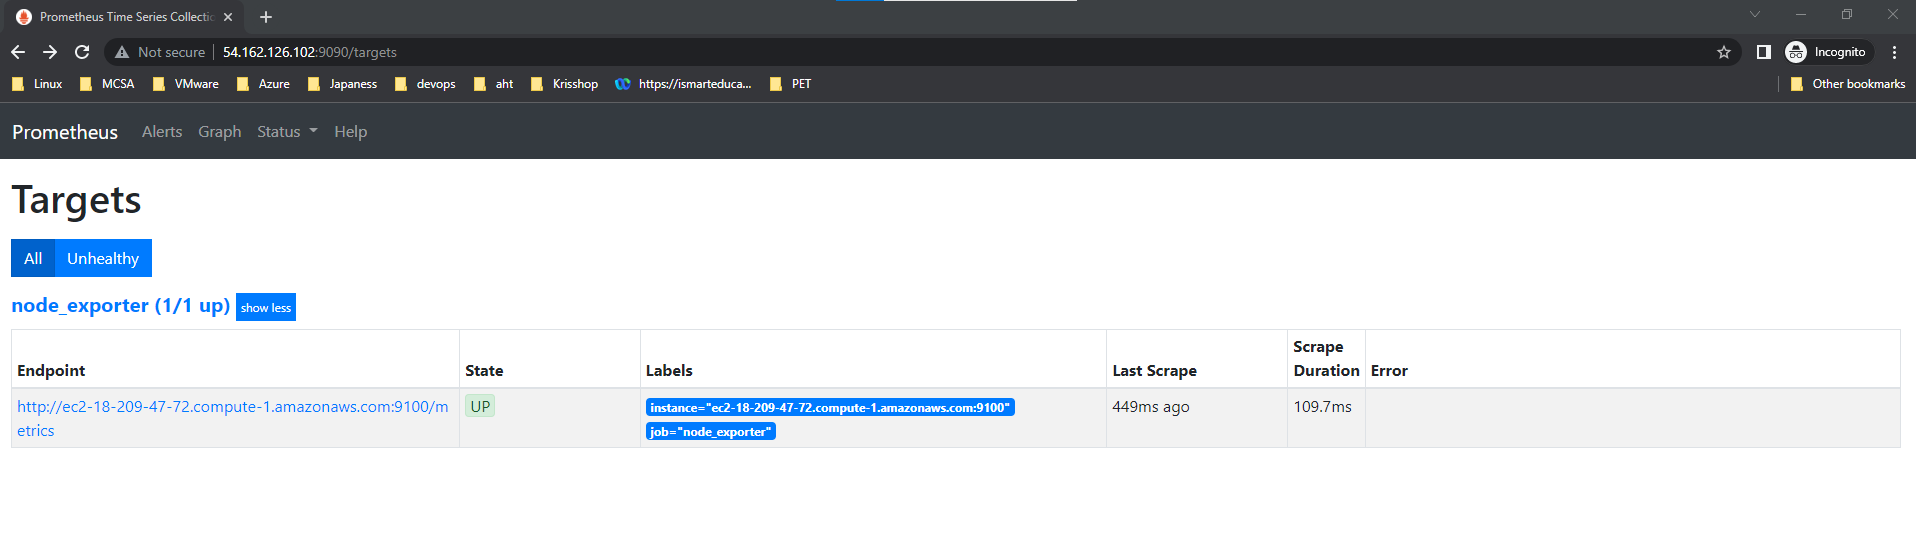 Prometheus Time Series Collectio
Not secure 54.162.126.102:9090/targets
Incognito
Linux MCSA VMware Azure Japaness devops aht Krisshop https://ismarteduca... PET Other bookmarks
Prometheus Alerts Graph Status Help
Targets
All Unhealthy
node_exporter (1/1 up) show less
Endpoint State Labels Last Scrape Scrape Duration Error
http://ec2-18-209-47-72.compute-1.amazonaws.com:9100/m
etrics
UP
instance="ec2-18-209-47-72.compute-1.amazonaws.com:9100"
job="node_exporter"
449ms ago
109.7ms